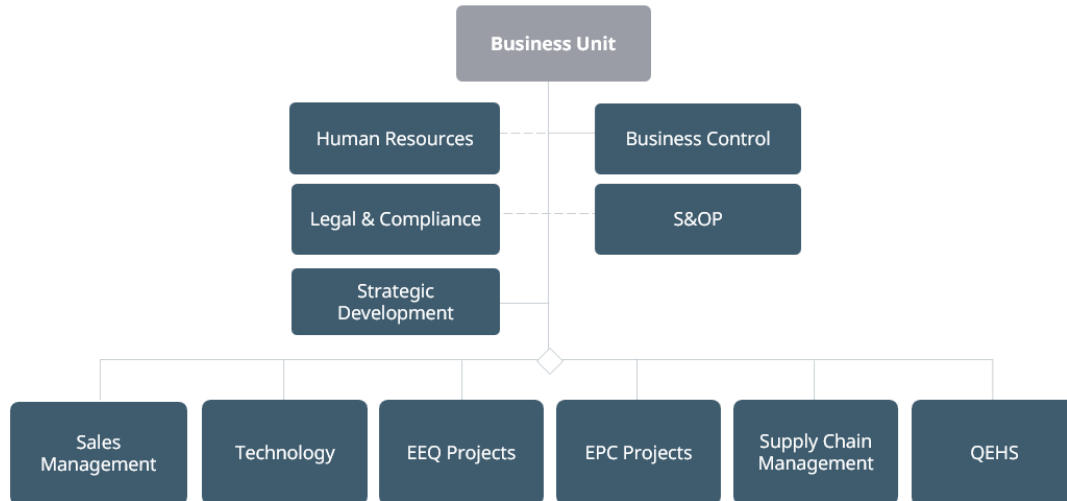 Business Unit
Human Resources
Business Control
Legal & Compliance
S&OP
Strategic
Development
Sales
Management
Technology
EEQ Projects
EPC Projects
Supply Chain
Management
QEHS